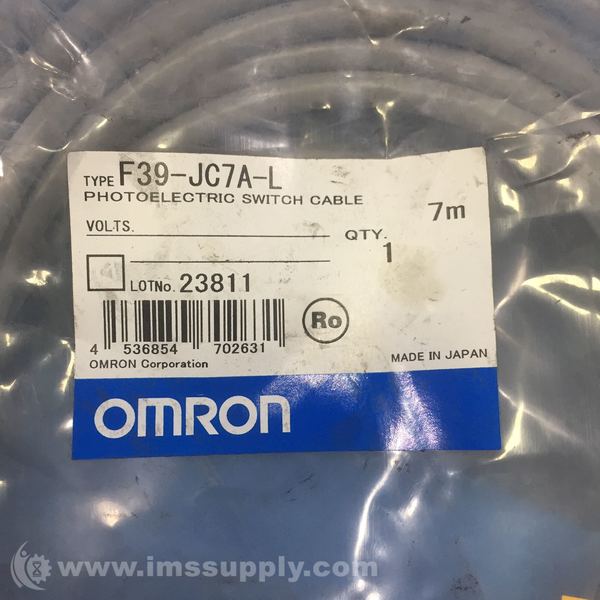 TYPE F39-JC7A-L
PHOTOELECTRIC SWITCH CABLE
7m
VOLTS.
QTY.
1
LOTNo. 23811
4 536854 702631
Ro
OMRON Corporation
MADE IN JAPAN
OMRON
www.imssupply.com